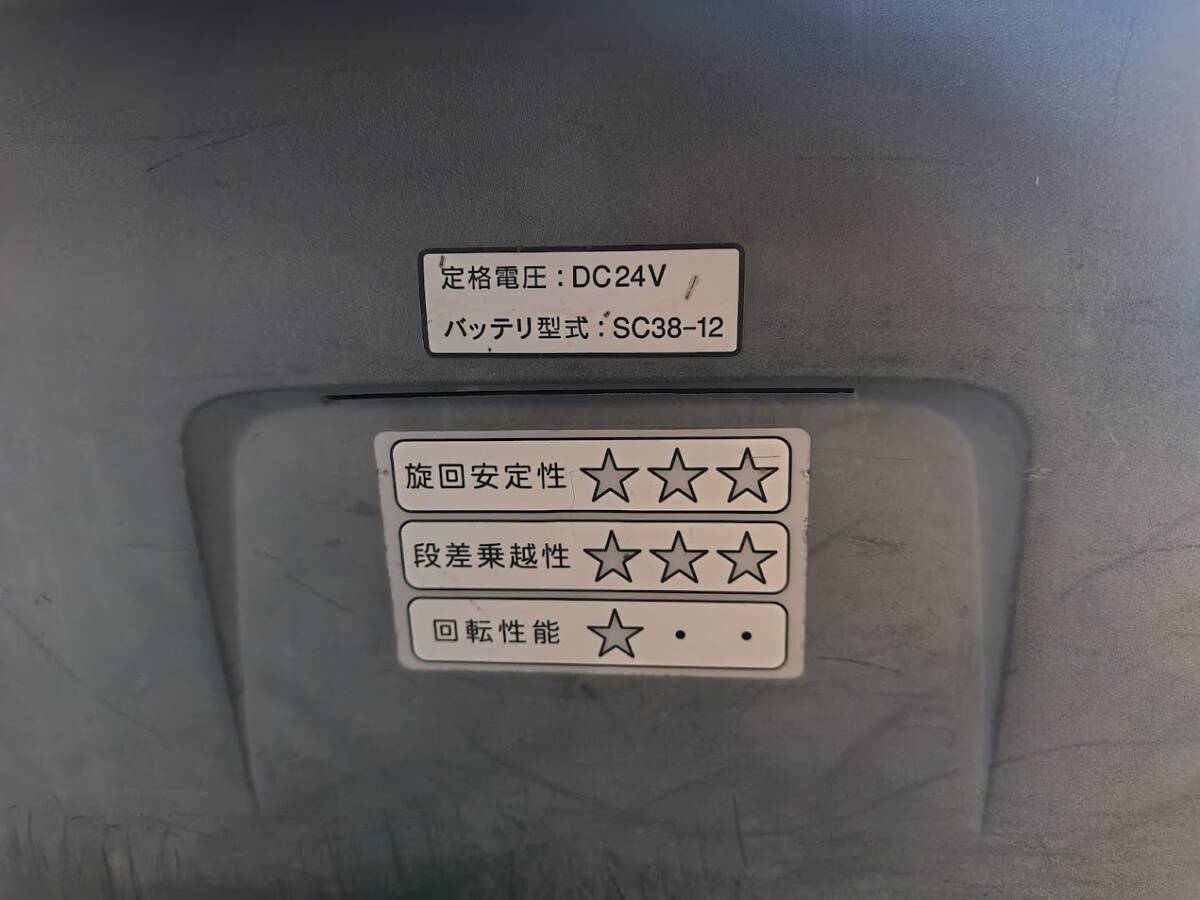 定格電圧：DC24V
バッテリ型式：SC38-12
旋回安定性 ☆☆☆
段差乗越性 ☆☆☆
回転性能 ☆・・